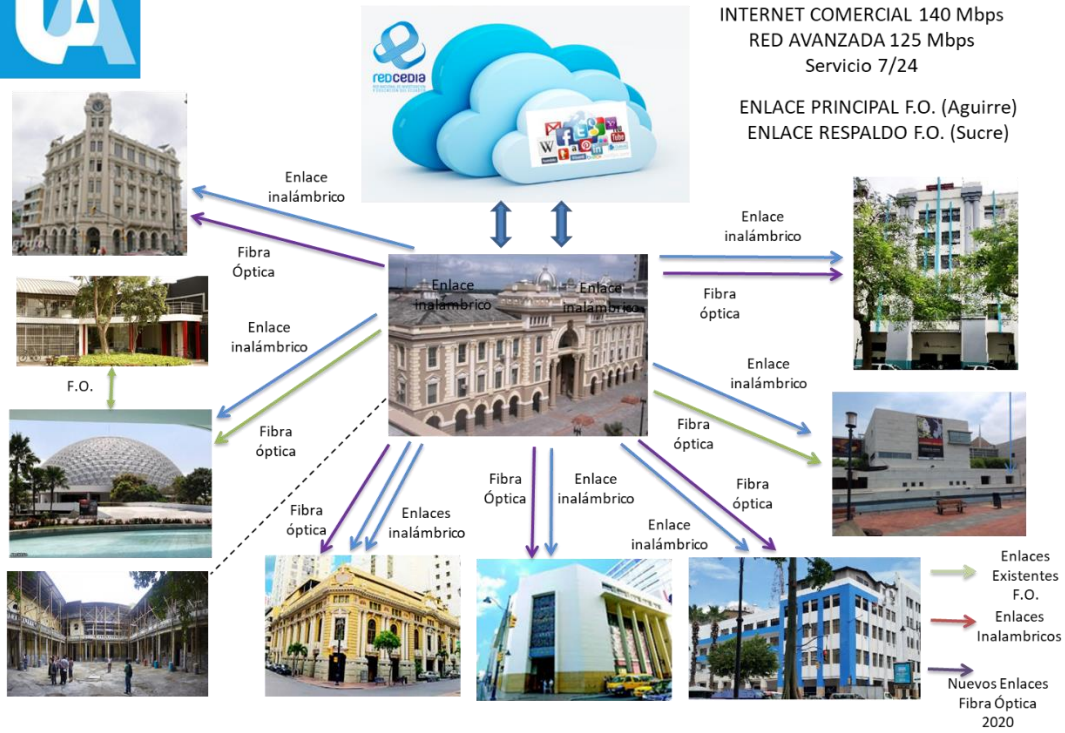 UA
INTERNET COMERCIAL 140 Mbps
RED AVANZADA 125 Mbps
Servicio 7/24
ENLACE PRINCIPAL F.O. (Aguirre)
ENLACE RESPALDO F.O. (Sucre)
redcedia
Enlace
inalámbrico
Fibra
Óptica
Enlace
inalámbrico
Fibra
óptica
Enlace
inalámbrico
Enlace
inalámbrico
Enlace
inalámbrico
Fibra
óptica
F.O.
Enlace
inalámbrico
Fibra
óptica
Fibra
óptica
Enlaces
inalámbrico
Fibra
Óptica
Enlace
inalámbrico
Enlace
inalámbrico
Fibra
óptica
Enlaces
Existentes
F.O.
Enlaces
Inalambricos
Nuevos Enlaces
Fibra Óptica
2020